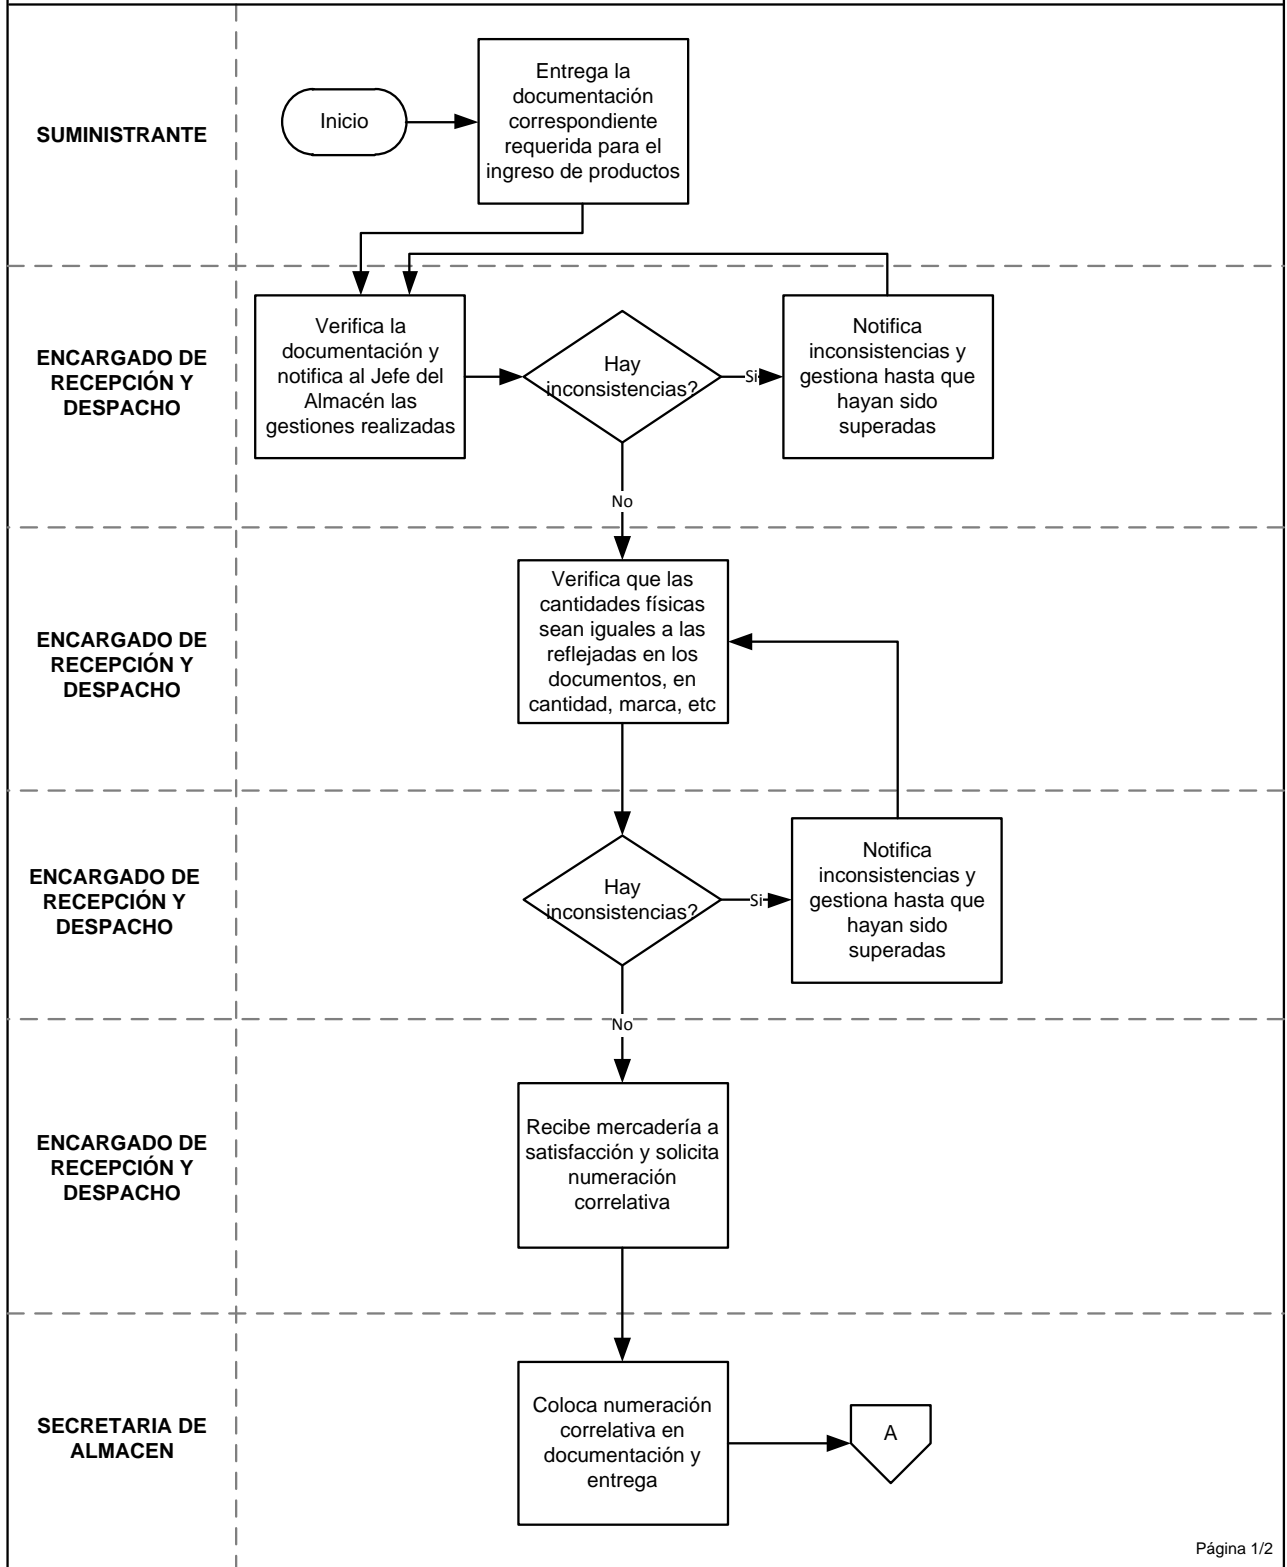 SUMINISTRANTE
Inicio
Entrega la
documentación
correspondiente
requerida para el
ingreso de productos
ENCARGADO DE
RECEPCIÓN Y
DESPACHO
Verifica la
documentación y
notifica al Jefe del
Almacén las
gestiones realizadas
Hay
inconsistencias?
Si
Notifica
inconsistencias y
gestiona hasta que
hayan sido
superadas
No
ENCARGADO DE
RECEPCIÓN Y
DESPACHO
Verifica que las
cantidades físicas
sean iguales a las
reflejadas en los
documentos, en
cantidad, marca, etc
ENCARGADO DE
RECEPCIÓN Y
DESPACHO
Hay
inconsistencias?
Si
Notifica
inconsistencias y
gestiona hasta que
hayan sido
superadas
No
ENCARGADO DE
RECEPCIÓN Y
DESPACHO
Recibe mercadería a
satisfacción y solicita
numeración
correlativa
SECRETARIA DE
ALMACEN
Coloca numeración
correlativa en
documentación y
entrega
A
Página 1/2